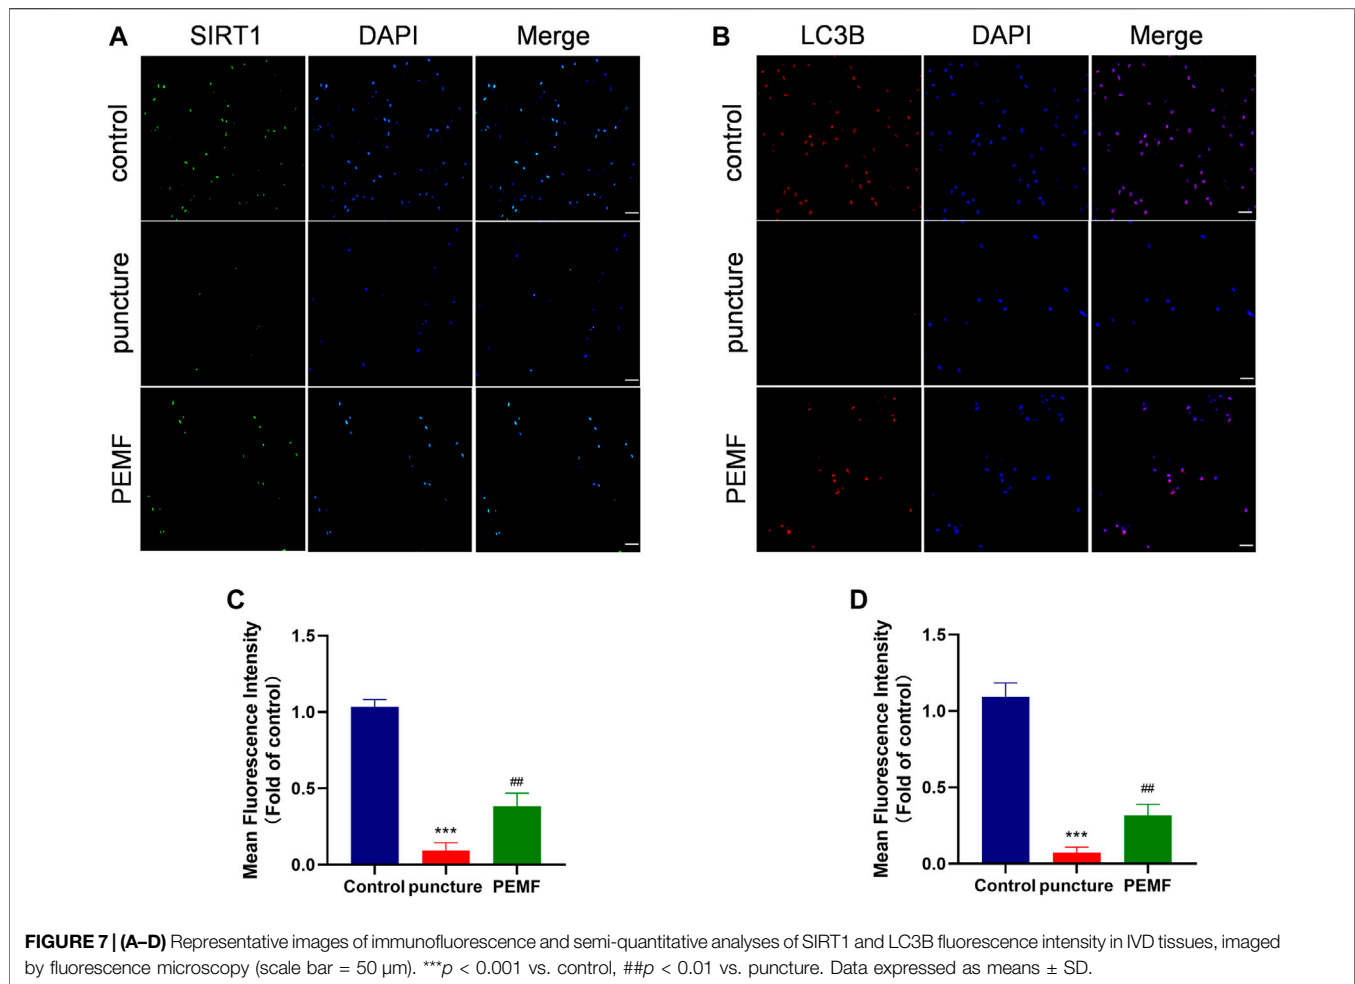 A
SIRT1
DAPI
Merge
control
puncture
PEMF
B
LC3B
DAPI
Merge
control
puncture
PEMF
C
Mean Fluorescence Intensity
(Fold of control)
1.5
1.0
0.5
0.0
***
##
Control
puncture
PEMF
D
Mean Fluorescence Intensity
(Fold of control)
1.5
1.0
0.5
0.0
***
##
Control
puncture
PEMF
FIGURE 7 | (A–D) Representative images of immunofluorescence and semi-quantitative analyses of SIRT1 and LC3B fluorescence intensity in IVD tissues, imaged
by fluorescence microscopy (scale bar = 50 µm). ***p < 0.001 vs. control, ##p < 0.01 vs. puncture. Data expressed as means ± SD.